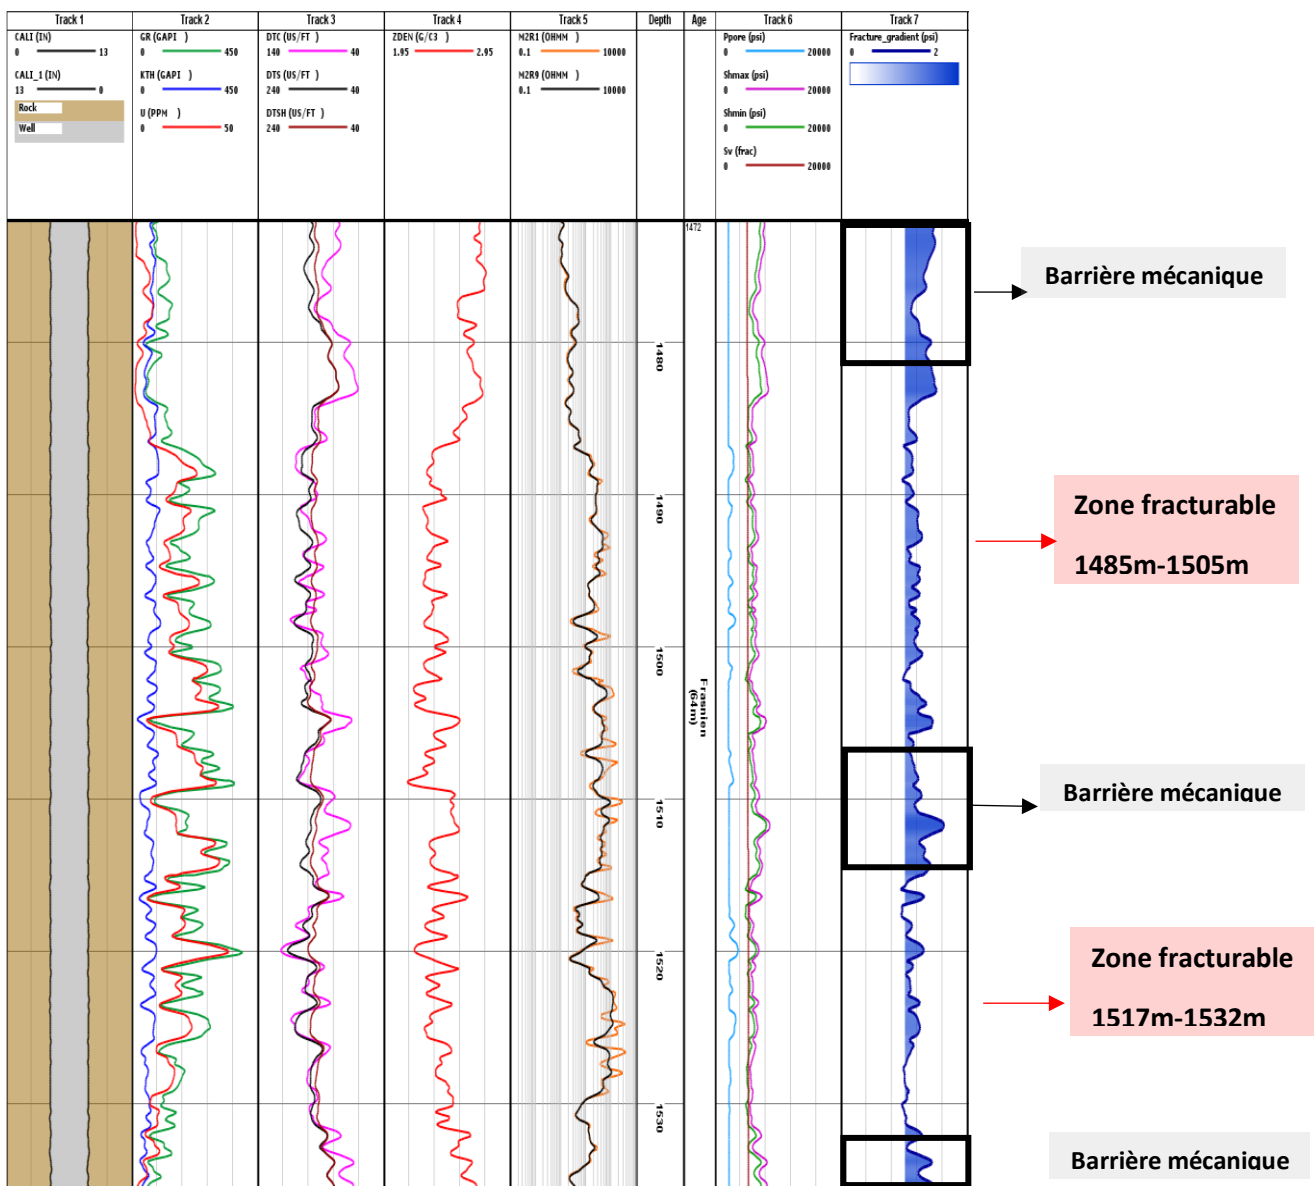 Track 1
CALI (IN)
0 13
CALI_1 (IN)
13 0
Rock
Well
Track 2
GR (GAPI )
0 450
KTH (GAPI )
0 450
U (PPM )
0 50
Track 3
DTC (US/FT )
140 40
DTS (US/FT )
240 40
DTSH (US/FT )
240 40
Track 4
ZDEN (G/C3 )
1.95 2.95
Track 5
M2R1 (OHMM )
0.1 10000
M2R9 (OHMM )
0.1 10000
Depth
Age
Track 6
Ppore (psi)
0 20000
Shmax (psi)
0 20000
Shmin (psi)
0 20000
Sv (frac)
0 20000
Track 7
Fracture_gradient (psi)
0 2
1480
1490
1500
1510
1520
1530
1472
Frasnien
(64m)
Barrière mécanique
Zone fracturable
1485m-1505m
Barrière mécanique
Zone fracturable
1517m-1532m
Barrière mécanique